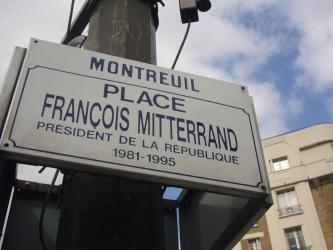 MONTREUIL
PLACE
FRANÇOIS MITTERRAND
PRÉSIDENT DE LA RÉPUBLIQUE
1981-1995